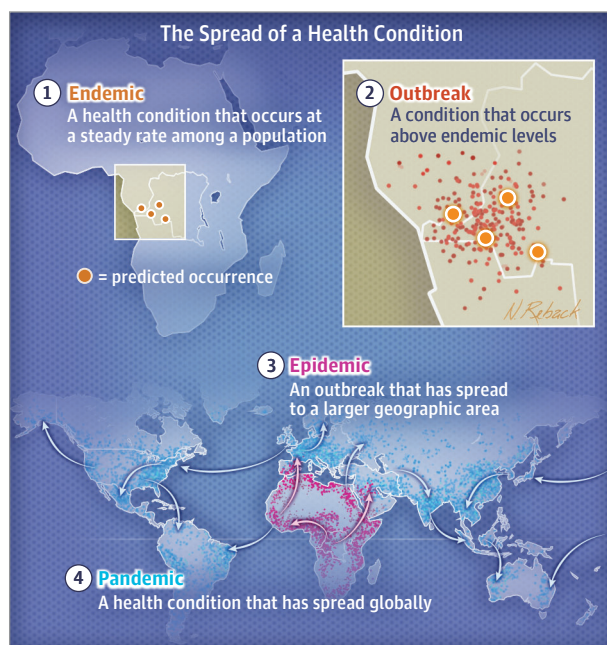 The Spread of a Health Condition
1 Endemic
A health condition that occurs at
a steady rate among a population
= predicted occurrence
2 Outbreak
A condition that occurs
above endemic levels
N Reback
3 Epidemic
An outbreak that has spread
to a larger geographic area
4 Pandemic
A health condition that has spread globally